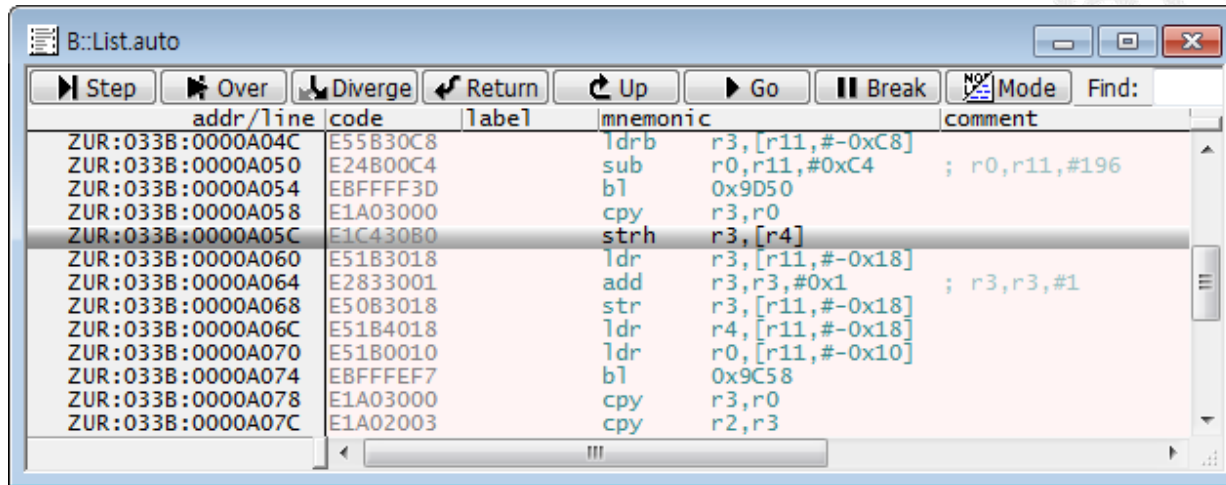 B::List.auto
Step Over Diverge Return Up Go Break Mode Find:
addr/line code label mnemonic comment
ZUR:033B:0000A04C E55B30C8 ldrb r3,[r11,#-0xC8]
ZUR:033B:0000A050 E24B00C4 sub r0,r11,#0xC4 ; r0,r11,#196
ZUR:033B:0000A054 EBFFFF3D bl 0x9D50
ZUR:033B:0000A058 E1A03000 cpy r3,r0
ZUR:033B:0000A05C E1C430B0 strh r3,[r4]
ZUR:033B:0000A060 E51B3018 ldr r3,[r11,#-0x18]
ZUR:033B:0000A064 E2833001 add r3,r3,#0x1 ; r3,r3,#1
ZUR:033B:0000A068 E50B3018 str r3,[r11,#-0x18]
ZUR:033B:0000A06C E51B4018 ldr r4,[r11,#-0x18]
ZUR:033B:0000A070 E51B0010 ldr r0,[r11,#-0x10]
ZUR:033B:0000A074 EBFFFEF7 bl 0x9C58
ZUR:033B:0000A078 E1A03000 cpy r3,r0
ZUR:033B:0000A07C E1A02003 cpy r2,r3